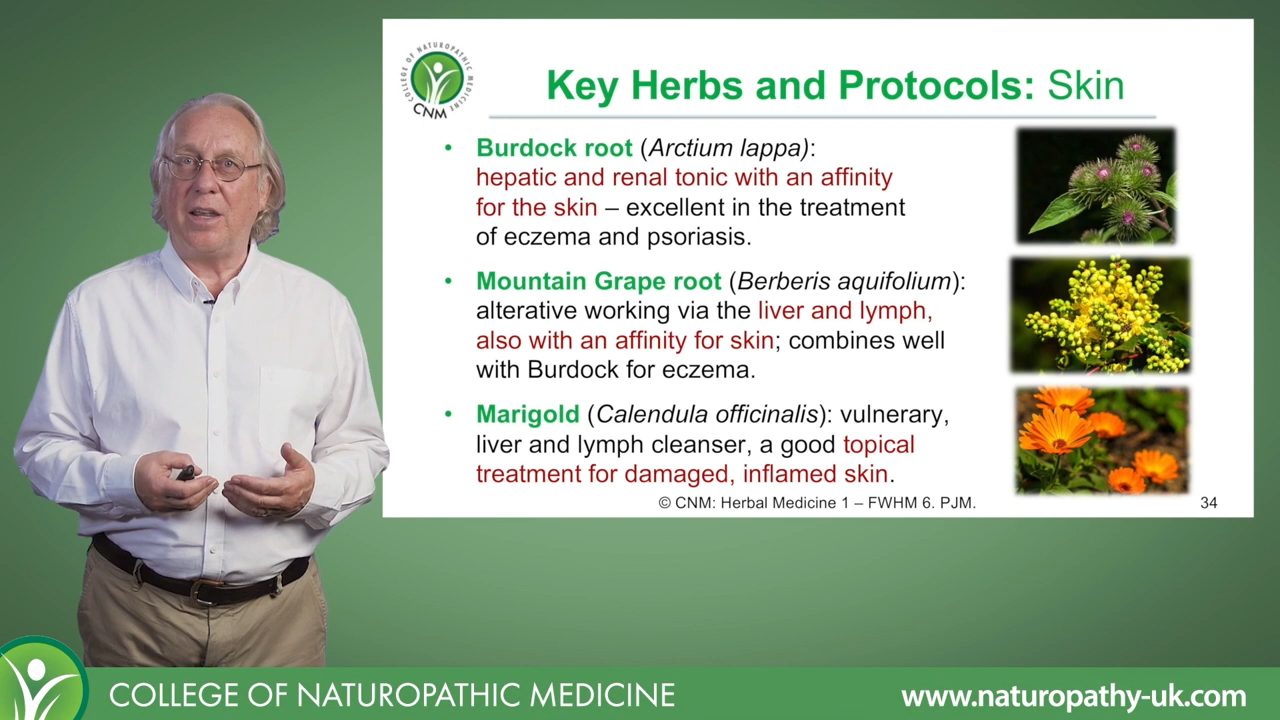 COLLEGE OF NATUROPATHIC MEDICINE
CNM
Key Herbs and Protocols: Skin
• Burdock root (Arctium lappa):
hepatic and renal tonic with an affinity
for the skin – excellent in the treatment
of eczema and psoriasis.
• Mountain Grape root (Berberis aquifolium):
alterative working via the liver and lymph,
also with an affinity for skin; combines well
with Burdock for eczema.
• Marigold (Calendula officinalis): vulnerary,
liver and lymph cleanser, a good topical
treatment for damaged, inflamed skin.
© CNM: Herbal Medicine 1 – FWHM 6. PJM.
34
COLLEGE OF NATUROPATHIC MEDICINE
www.naturopathy-uk.com